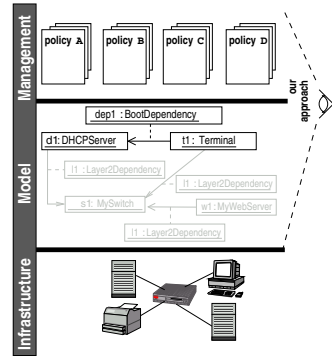 Management
policy A
policy B
policy C
policy D
our approach
Model
dep1 : BootDependency
d1: DHCPServer
t1: Terminal
l1 : Layer2Dependency
l1 : Layer2Dependency
s1: MySwitch
w1: MyWebServer
l1 : Layer2Dependency
Infrastructure